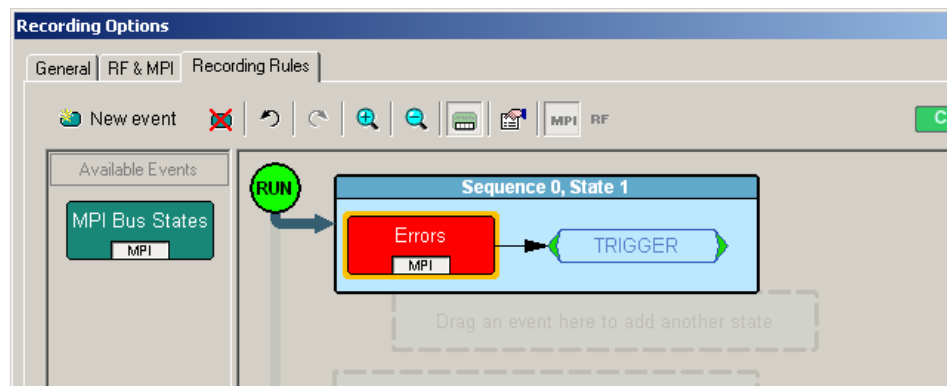 Recording Options
General RF & MPI Recording Rules
New event MPI RF
Available Events
RUN
Sequence 0, State 1
MPI Bus States
MPI
Errors
MPI
TRIGGER
Drag an event here to add another state